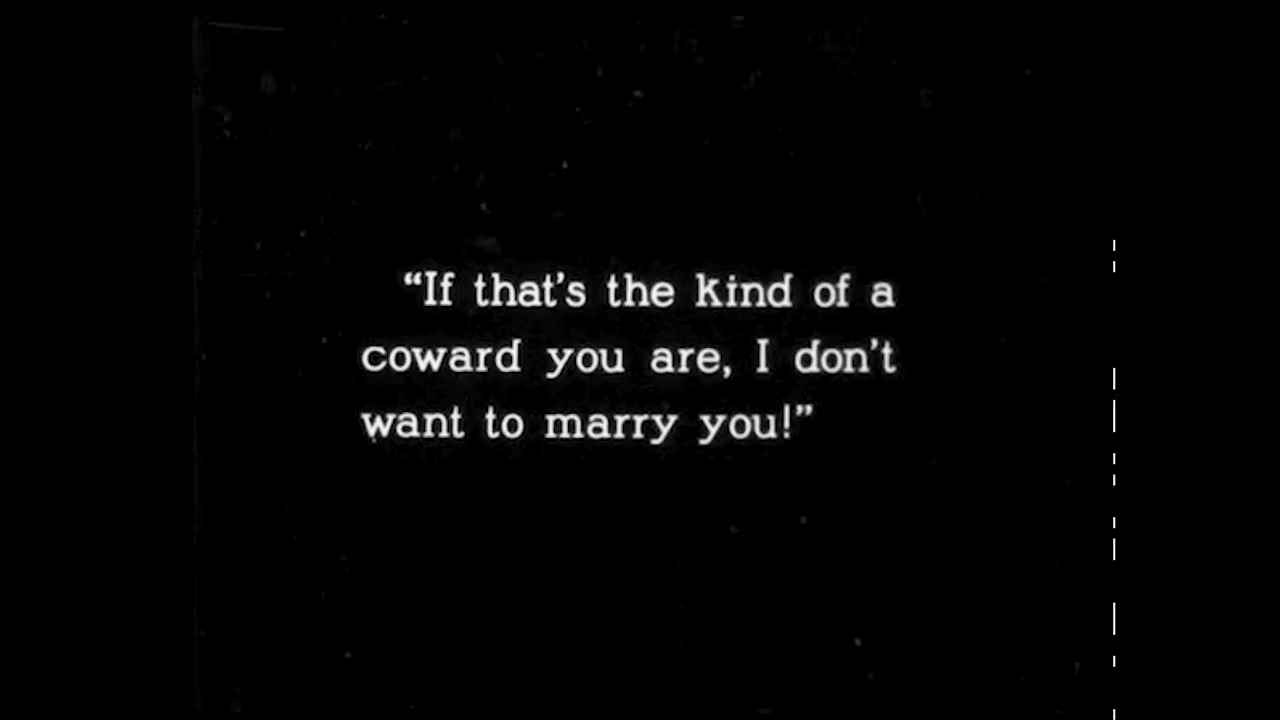 “If that’s the kind of a
coward you are, I don’t
want to marry you!”